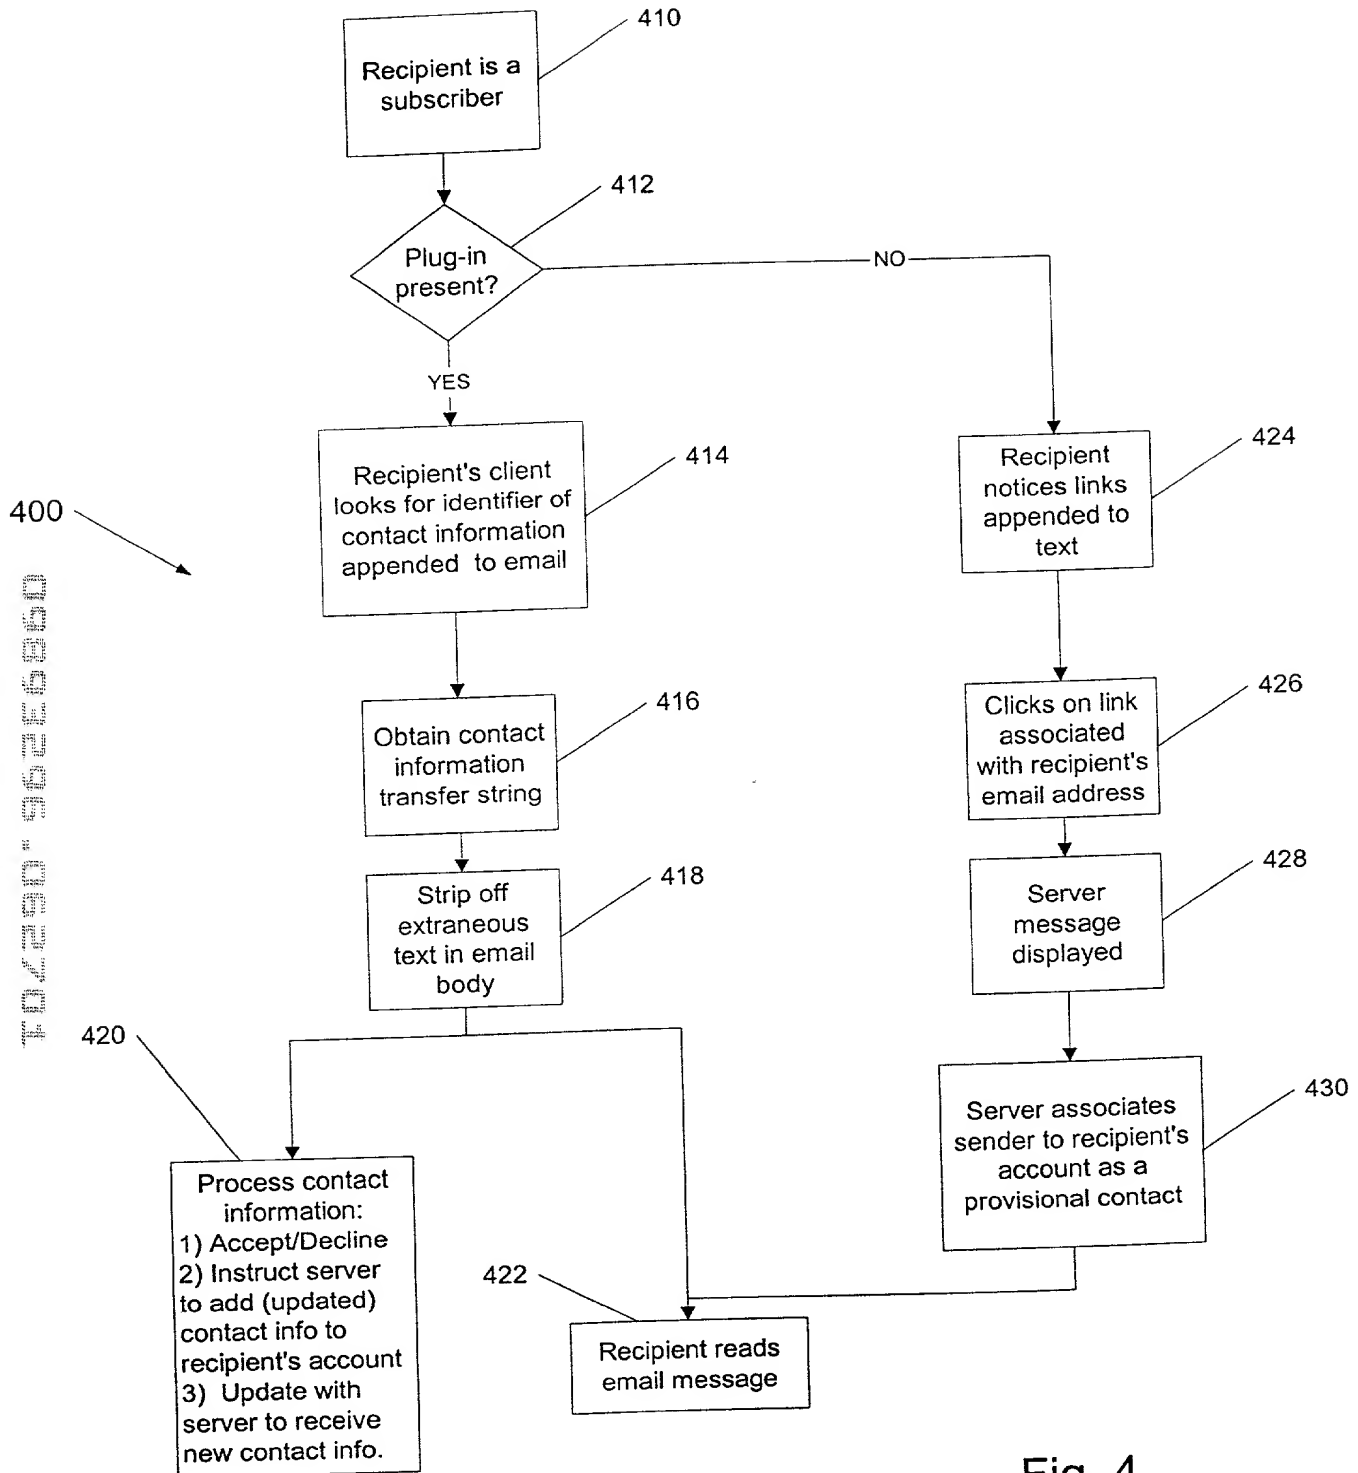 410
Recipient is a
subscriber
412
Plug-in
present?
NO
YES
414
Recipient's client
looks for identifier of
contact information
appended to email
424
Recipient
notices links
appended to
text
400
416
Obtain contact
information
transfer string
426
Clicks on link
associated
with recipient's
email address
418
Strip off
extraneous
text in email
body
428
Server
message
displayed
420
Process contact
information:
1) Accept/Decline
2) Instruct server
to add (updated)
contact info to
recipient's account
3) Update with
server to receive
new contact info.
430
Server associates
sender to recipient's
account as a
provisional contact
422
Recipient reads
email message
Fig. 4